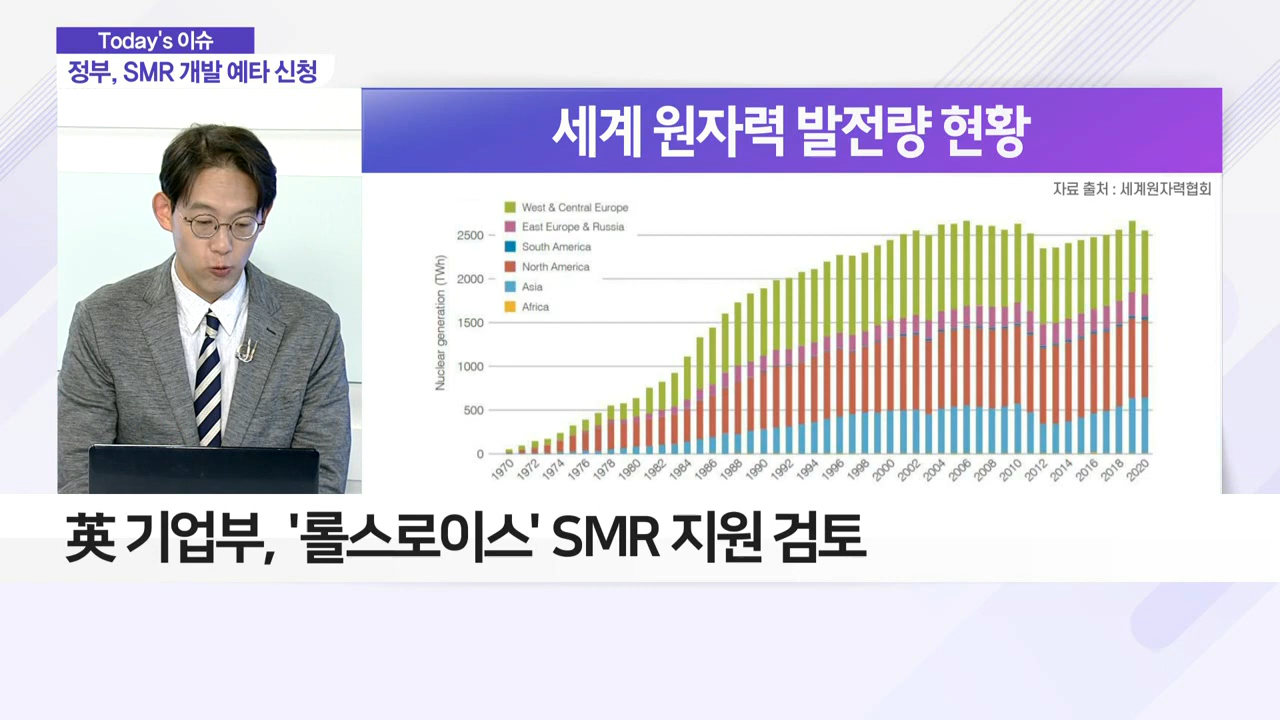 Today's 이슈
정부, SMR 개발 예타 신청
세계 원자력 발전량 현황
자료 출처 : 세계원자력협회
West & Central Europe
East Europe & Russia
South America
North America
Asia
Africa
Nuclear generation (TWh)
2500
2000
1500
1000
500
0
1970 1972 1974 1976 1978 1980 1982 1984 1986 1988 1990 1992 1994 1996 1998 2000 2002 2004 2006 2008 2010 2012 2014 2016 2018 2020
英 기업부, '롤스로이스' SMR 지원 검토